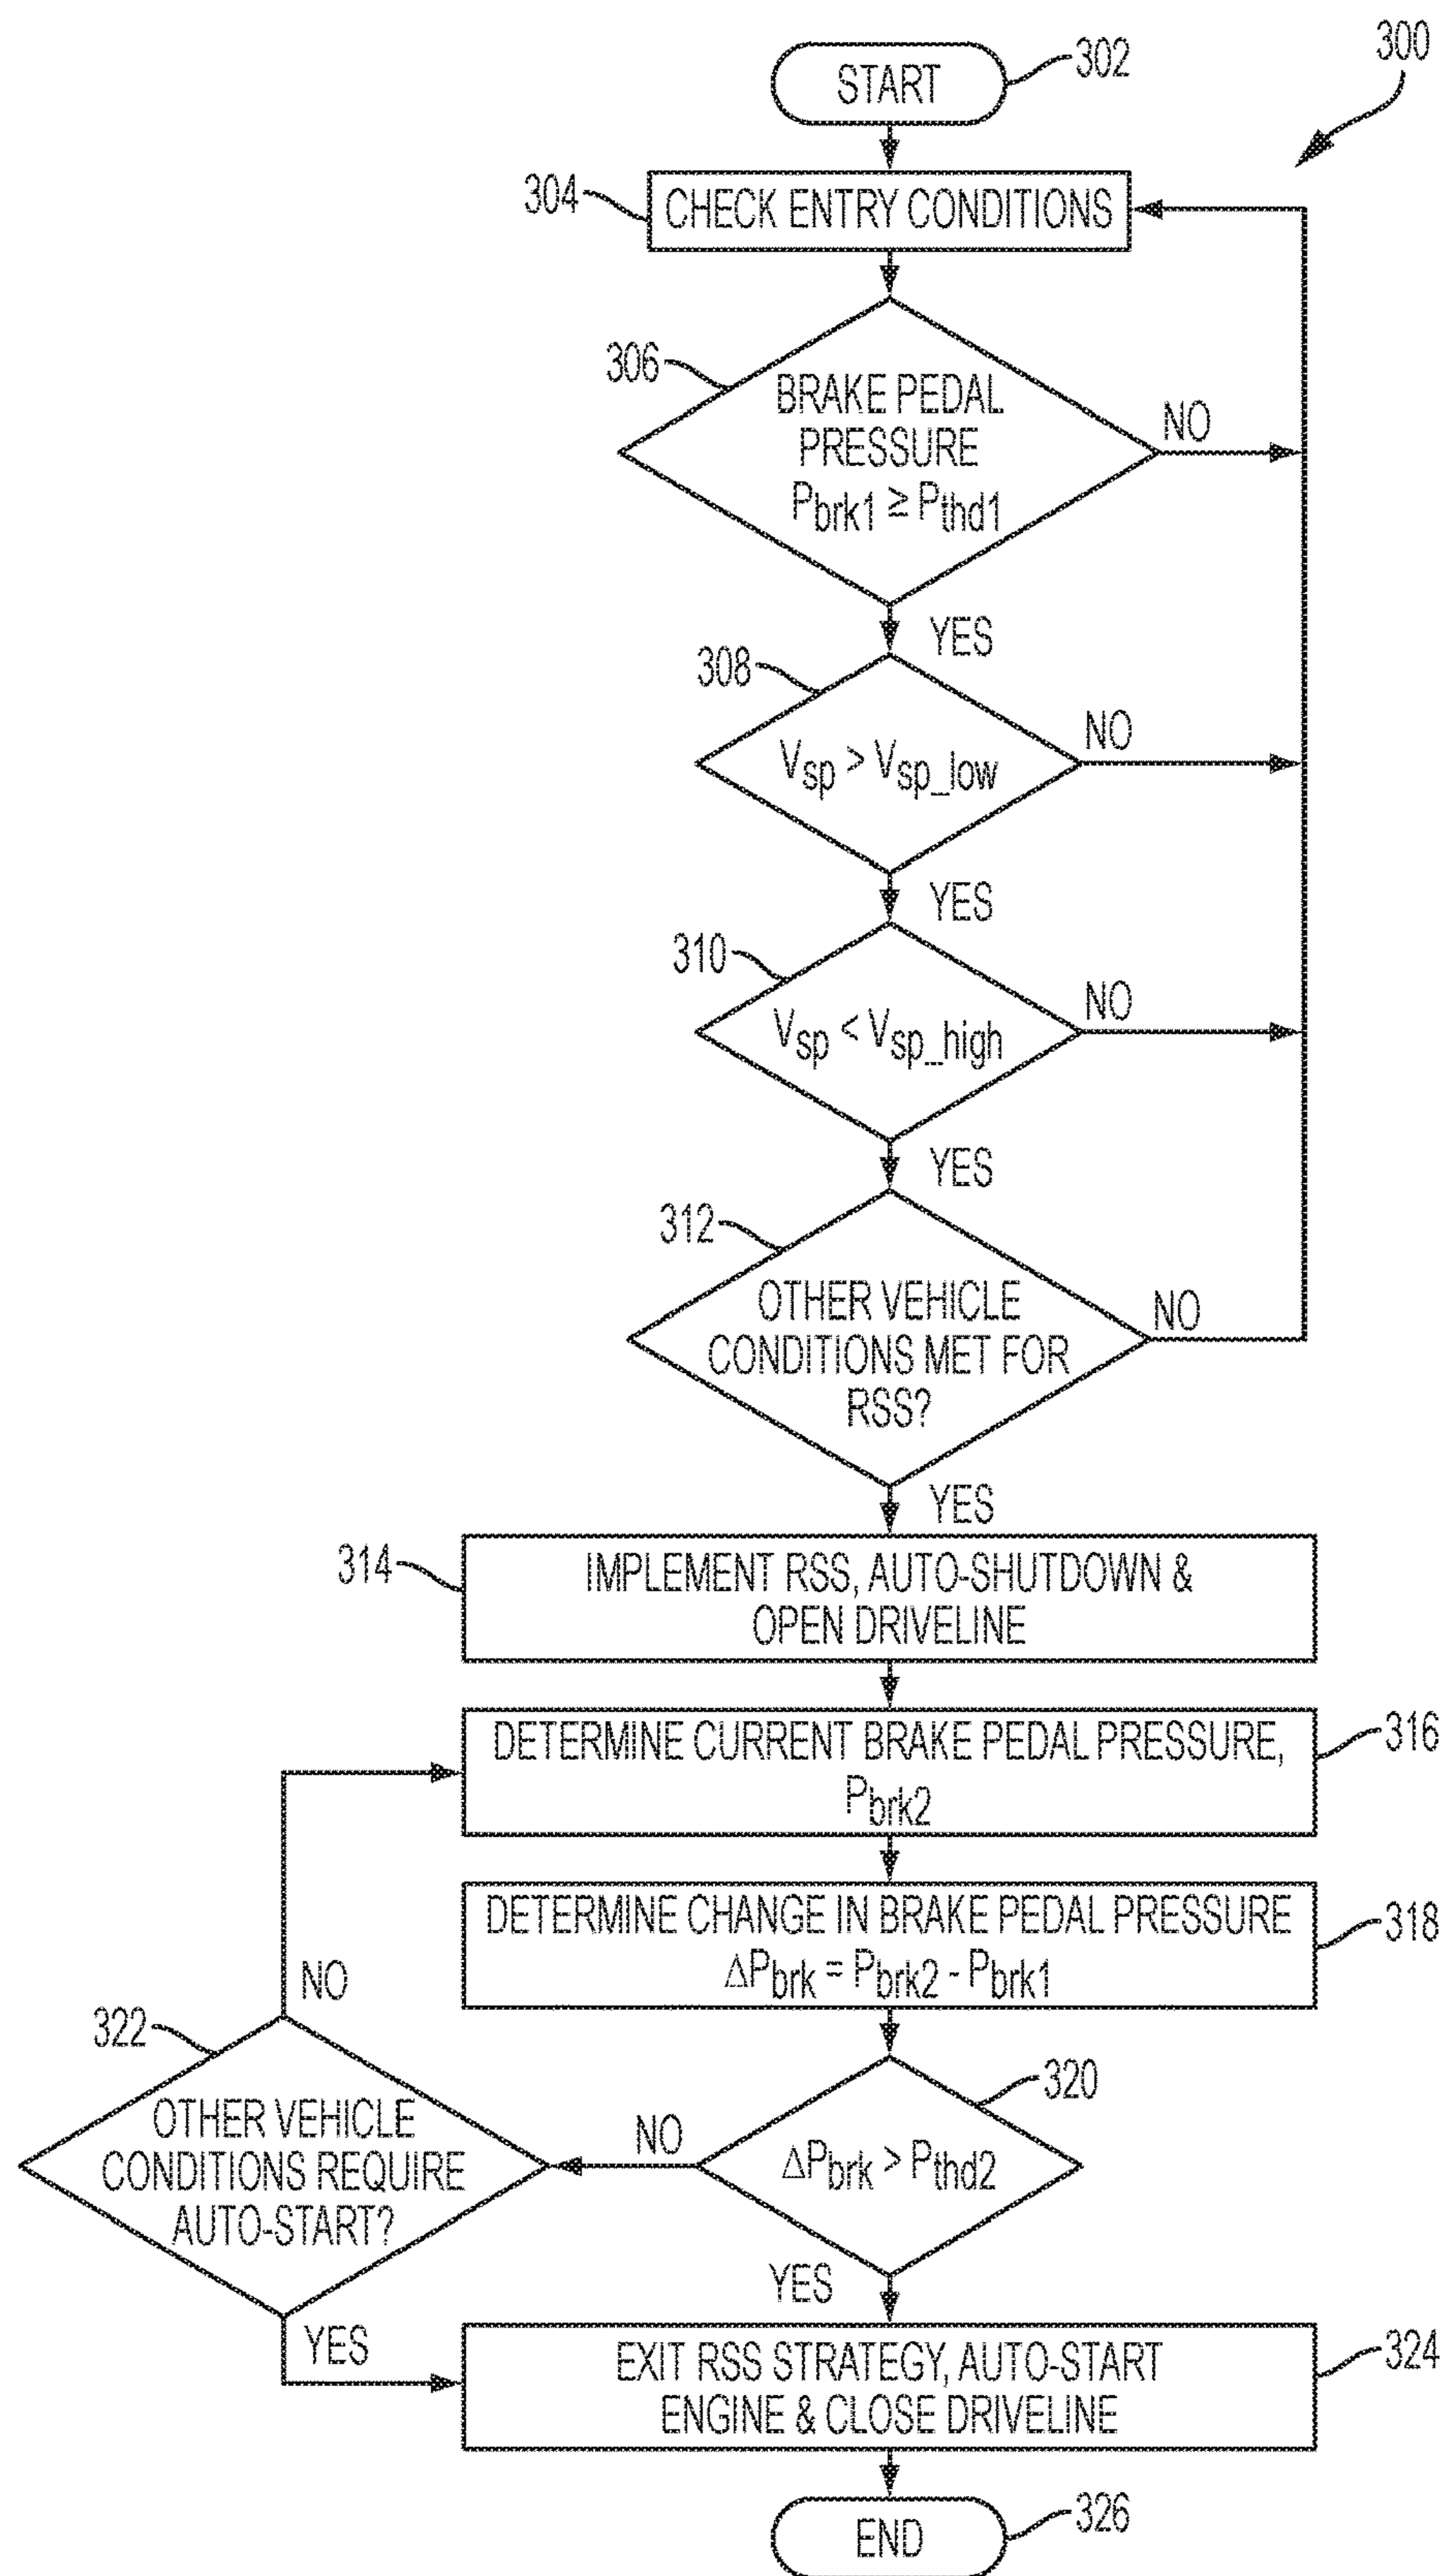 300
START
302
304
CHECK ENTRY CONDITIONS
306
BRAKE PEDAL
PRESSURE
Pbrk1 ≥ Pthd1
NO
YES
308
Vsp > Vsp_low
NO
YES
310
Vsp < Vsp_high
NO
YES
312
OTHER VEHICLE
CONDITIONS MET FOR
RSS?
NO
YES
314
IMPLEMENT RSS, AUTO-SHUTDOWN &
OPEN DRIVELINE
DETERMINE CURRENT BRAKE PEDAL PRESSURE,
Pbrk2
316
DETERMINE CHANGE IN BRAKE PEDAL PRESSURE
ΔPbrk = Pbrk2 - Pbrk1
318
NO
322
OTHER VEHICLE
CONDITIONS REQUIRE
AUTO-START?
NO
320
ΔPbrk > Pthd2
YES
YES
EXIT RSS STRATEGY, AUTO-START
ENGINE & CLOSE DRIVELINE
324
END
326